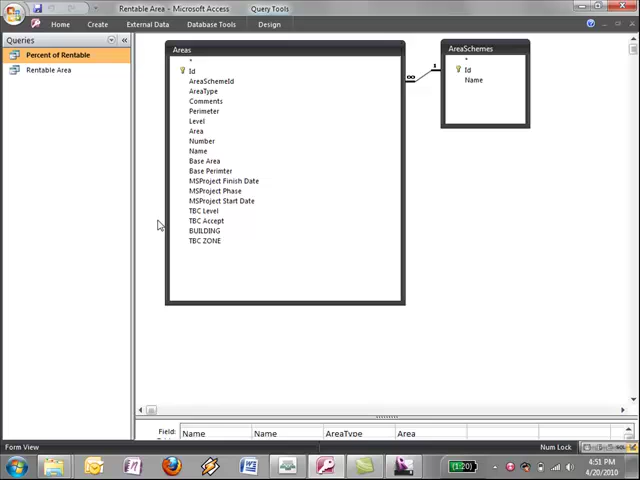 Rentable Area - Microsoft Access
Query Tools
Home
Create
External Data
Database Tools
Design
Queries
«
Percent of Rentable
Rentable Area
Areas
*
Id
AreaSchemeId
AreaType
Comments
Perimeter
Level
Area
Number
Name
Base Area
Base Perimter
MSProject Finish Date
MSProject Phase
MSProject Start Date
TBC Level
TBC Accept
BUILDING
TBC ZONE
∞
1
AreaSchemes
*
Id
Name
Field:
Name
Name
AreaType
Area
Form View
Num Lock
(1:20)
4:51 PM
4/20/2010